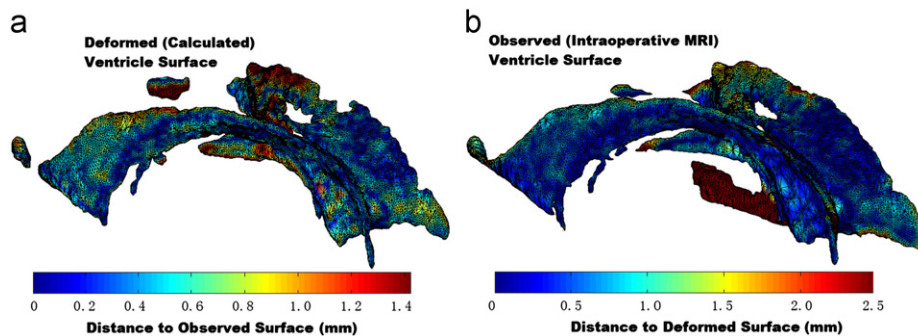 a
Deformed (Calculated)
Ventricle Surface
0 0.2 0.4 0.6 0.8 1.0 1.2 1.4
Distance to Observed Surface (mm)
b
Observed (Intraoperative MRI)
Ventricle Surface
0 0.5 1.0 1.5 2.0 2.5
Distance to Deformed Surface (mm)